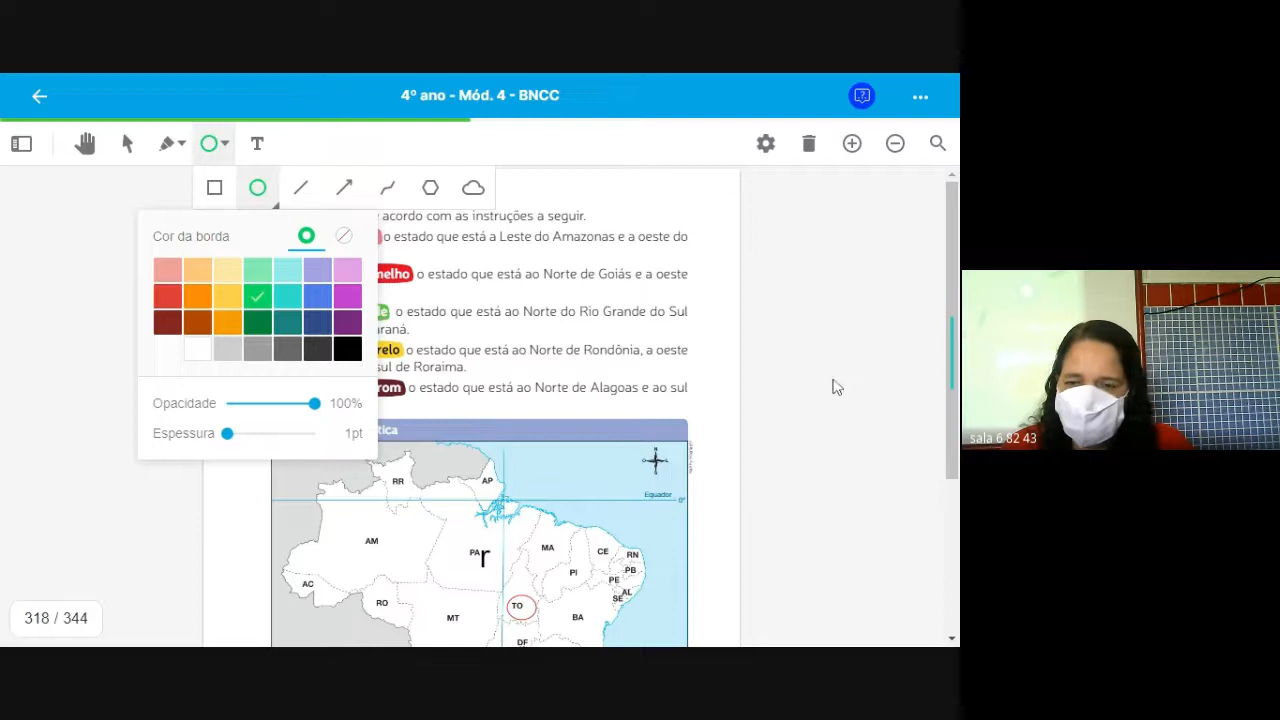 4º ano - Mód. 4 - BNCC
T
acordo com as instruções a seguir.
Cor da borda
o estado que está a Leste do Amazonas e a oeste do
melho o estado que está ao Norte de Goiás e a oeste
o estado que está ao Norte do Rio Grande do Sul
araná.
relo o estado que está ao Norte de Rondônia, a oeste
sul de Roraima.
rom o estado que está ao Norte de Alagoas e ao sul
Opacidade 100%
Espessura 1pt
tica
Equador 0°
RR
AP
AM
PA
r
MA
CE
RN
PB
PI
PE
AL
SE
AC
RO
MT
TO
BA
DF
318 / 344
sala 6 82 43